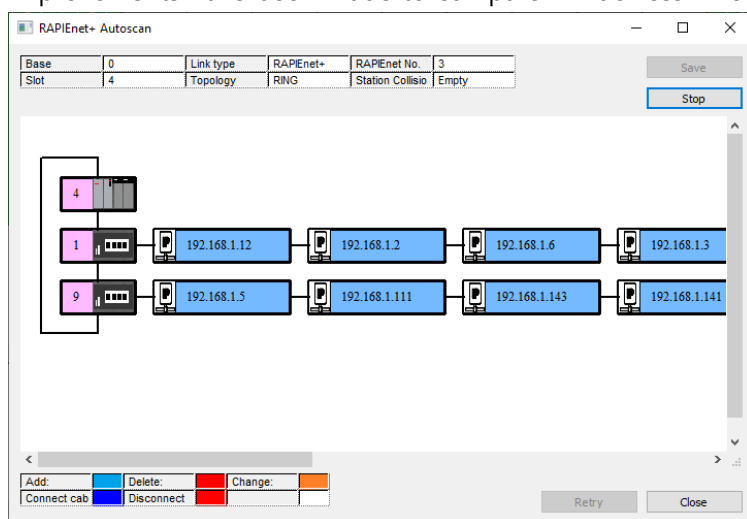 RAPIEnet+ Autoscan
Base 0 Link type RAPIEnet+ RAPIEnet No. 3
Slot 4 Topology RING Station Collisio Empty
Save
Stop
4
1 192.168.1.12 192.168.1.2 192.168.1.6 192.168.1.3
9 192.168.1.5 192.168.1.111 192.168.1.143 192.168.1.141
Add: Delete: Change:
Connect cab Disconnect
Retry Close